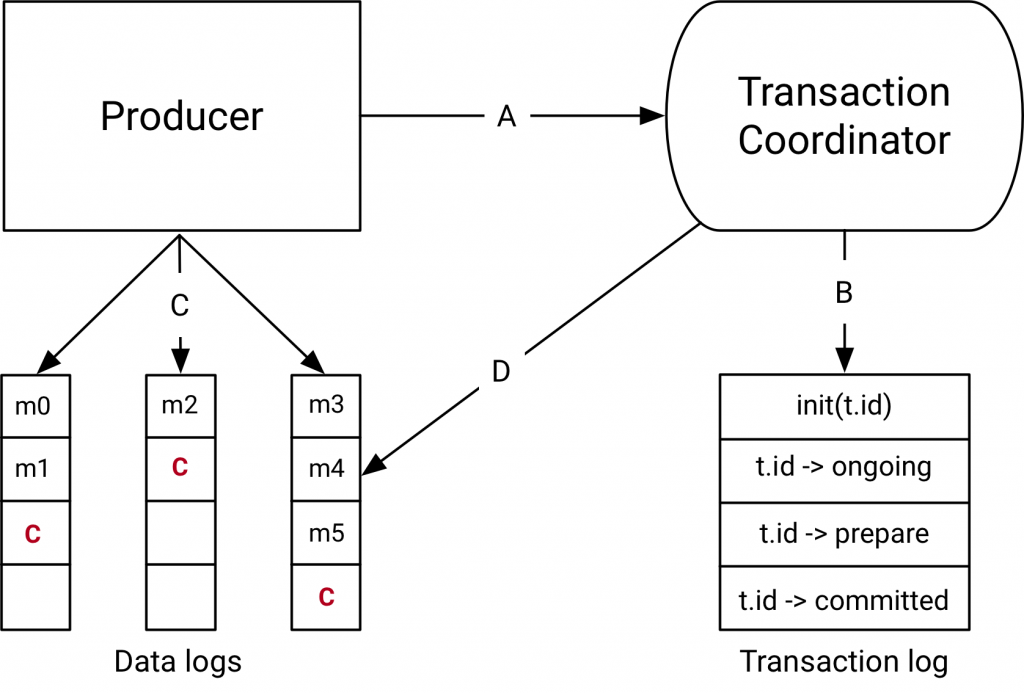 Producer
A
Transaction
Coordinator
C
B
D
m0
m1
C
m2
C
m3
m4
m5
C
init(t.id)
t.id -> ongoing
t.id -> prepare
t.id -> committed
Data logs
Transaction log